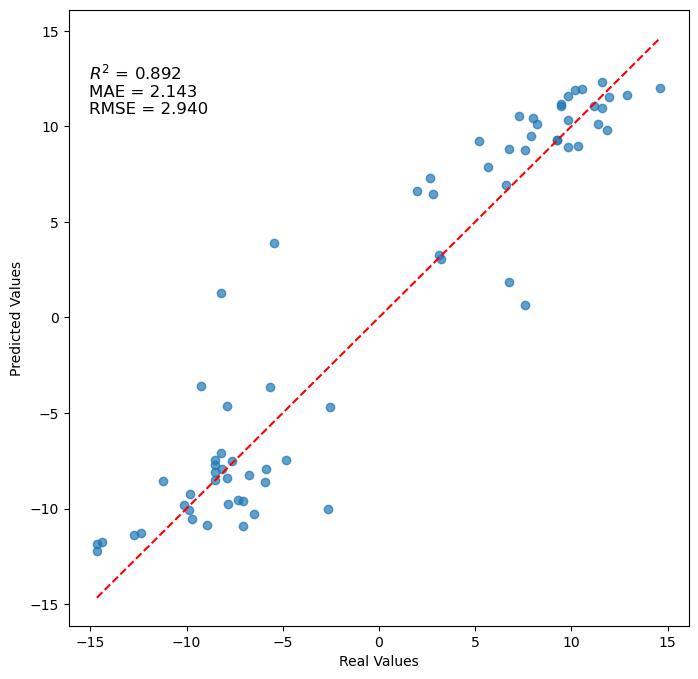 R² = 0.892
MAE = 2.143
RMSE = 2.940
15
10
5
0
−5
−10
−15
Predicted Values
−15 −10 −5 0 5 10 15
Real Values